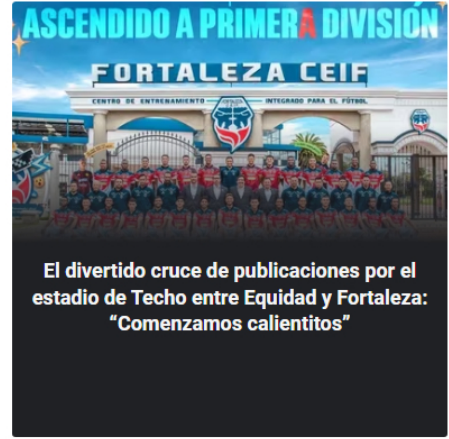 ASCENDIDO A PRIMERA DIVISIÓN
FORTALEZA CEIF
CENTRO DE ENTRENAMIENTO
INTEGRADO PARA EL FÚTBOL
El divertido cruce de publicaciones por el
estadio de Techo entre Equidad y Fortaleza:
“Comenzamos calientitos”